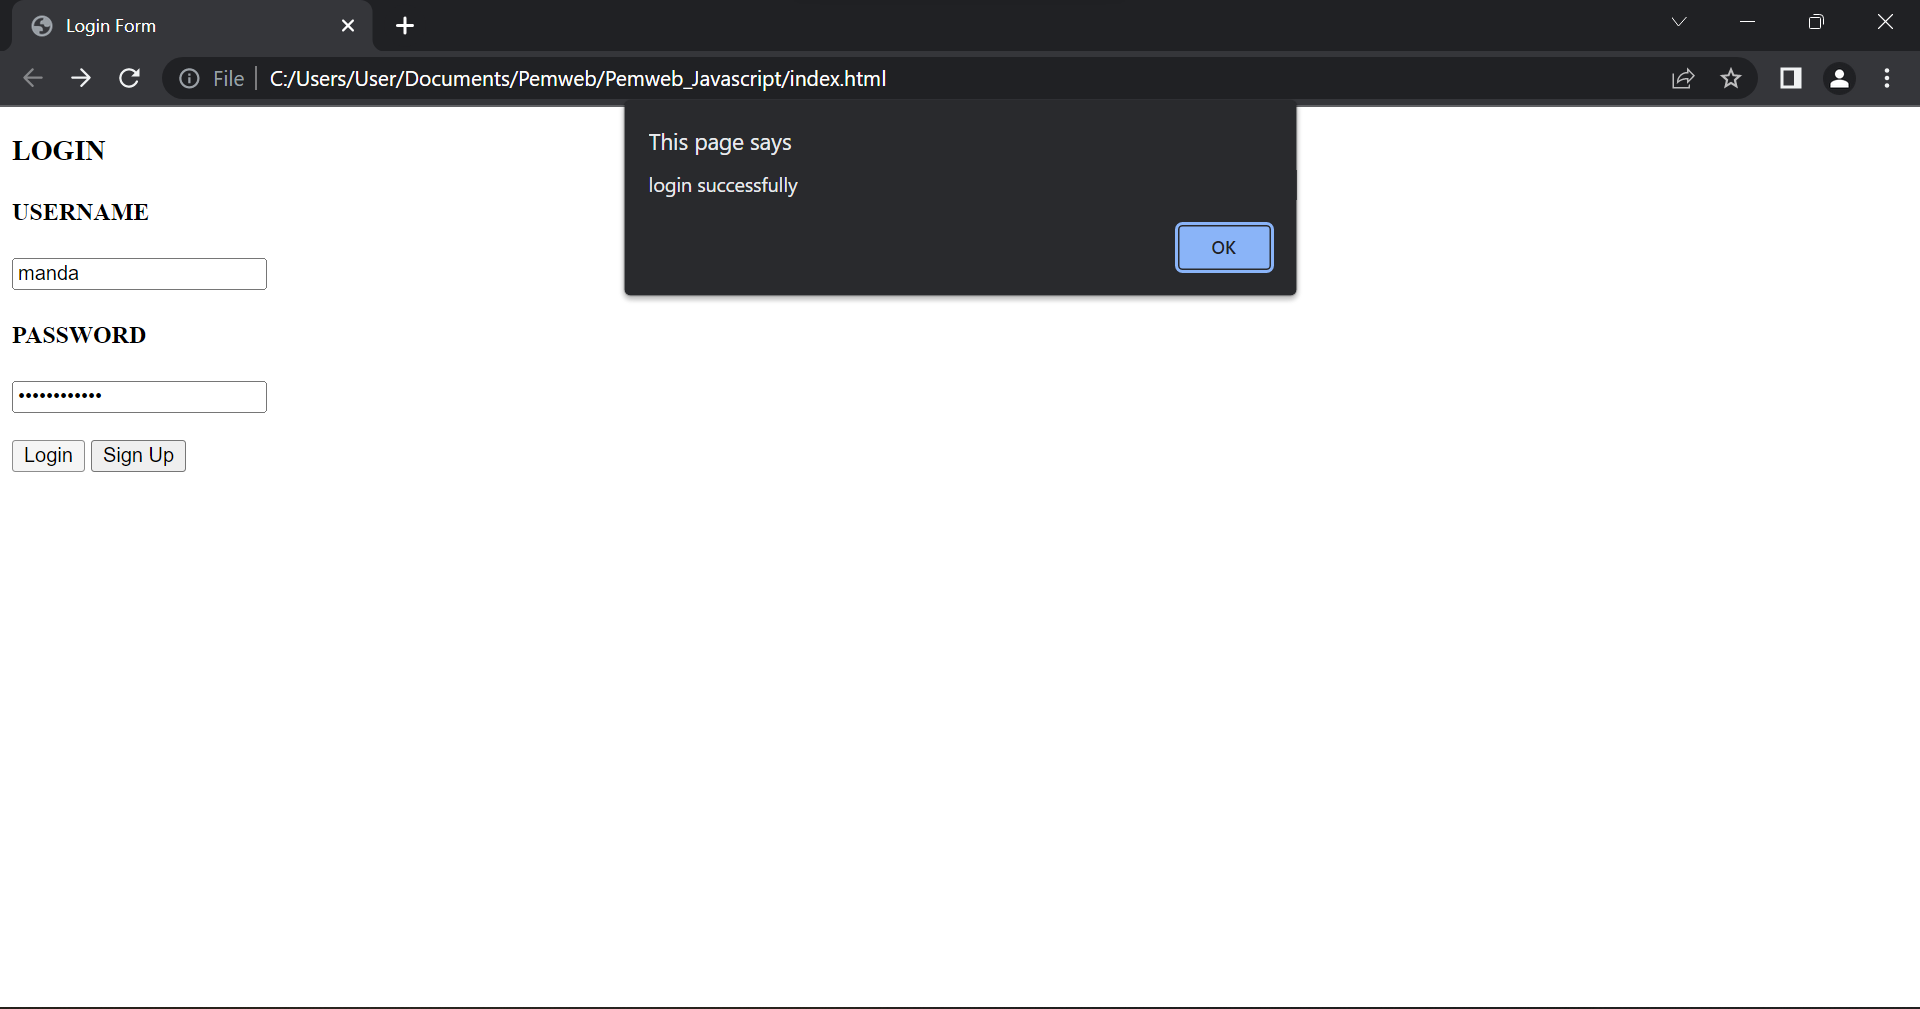 Login Form
File C:/Users/User/Documents/Pemweb/Pemweb_Javascript/index.html
This page says
login successfully
OK
LOGIN
USERNAME
manda
PASSWORD
••••••••••••
Login Sign Up